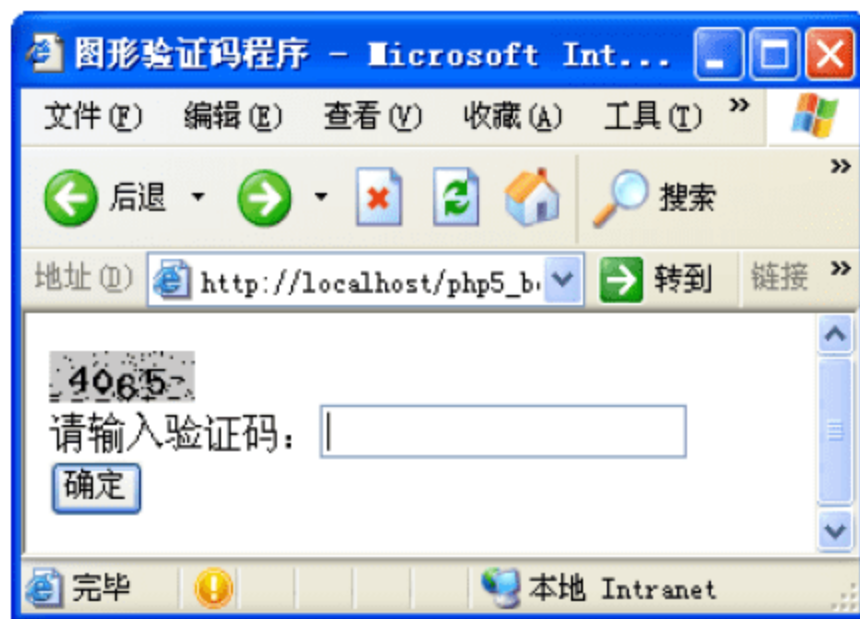 图形验证码程序 - Microsoft Int...
文件(F) 编辑(E) 查看(V) 收藏(A) 工具(T) »
后退 搜索 »
地址(D) http://localhost/php5_b 转到 链接 »
4065
请输入验证码:
确定
完毕 本地 Intranet